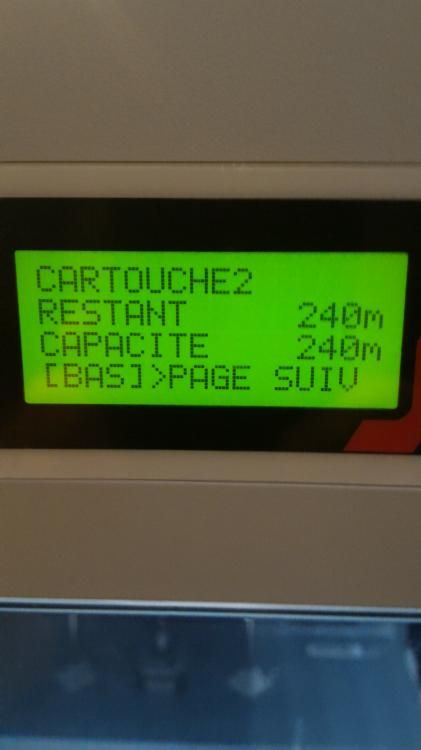 CARTOUCHE2
RESTANT 240m
CAPACITE 240m
[BAS]>PAGE SUIV